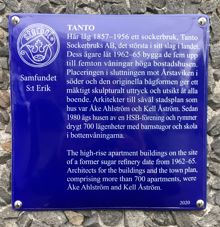 TANTO
Här låg 1857–1956 ett sockerbruk, Tanto
Sockerbruks AB, det största i sitt slag i landet.
Dess ägare lät 1962–65 bygga de fem upp
till femton våningar höga bostadshusen.
Placeringen i sluttningen mot Årstaviken i
söder och den originella bågformen ger ett
mäktigt skulpturalt uttryck och utsikt åt alla
boende. Arkitekter till såväl stadsplan som
hus var Åke Ahlström och Kell Åström. Sedan
1980 ägs husen av en HSB-förening och rymmer
drygt 700 lägenheter med barnstugor och skola
i bottenvåningarna.
The high-rise apartment buildings on the site
of a former sugar refinery date from 1962–65.
Architects for the buildings and the town plan,
comprising more than 700 apartments, were
Åke Ahlström and Kell Åström.
2020
Samfundet
S:t Erik